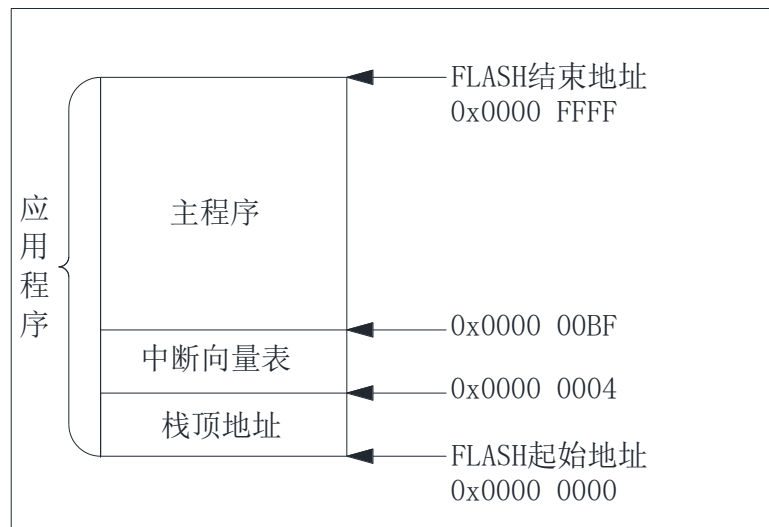 FLASH结束地址
0x0000 FFFF
应用程序
主程序
0x0000 00BF
中断向量表
0x0000 0004
栈顶地址
FLASH起始地址
0x0000 0000